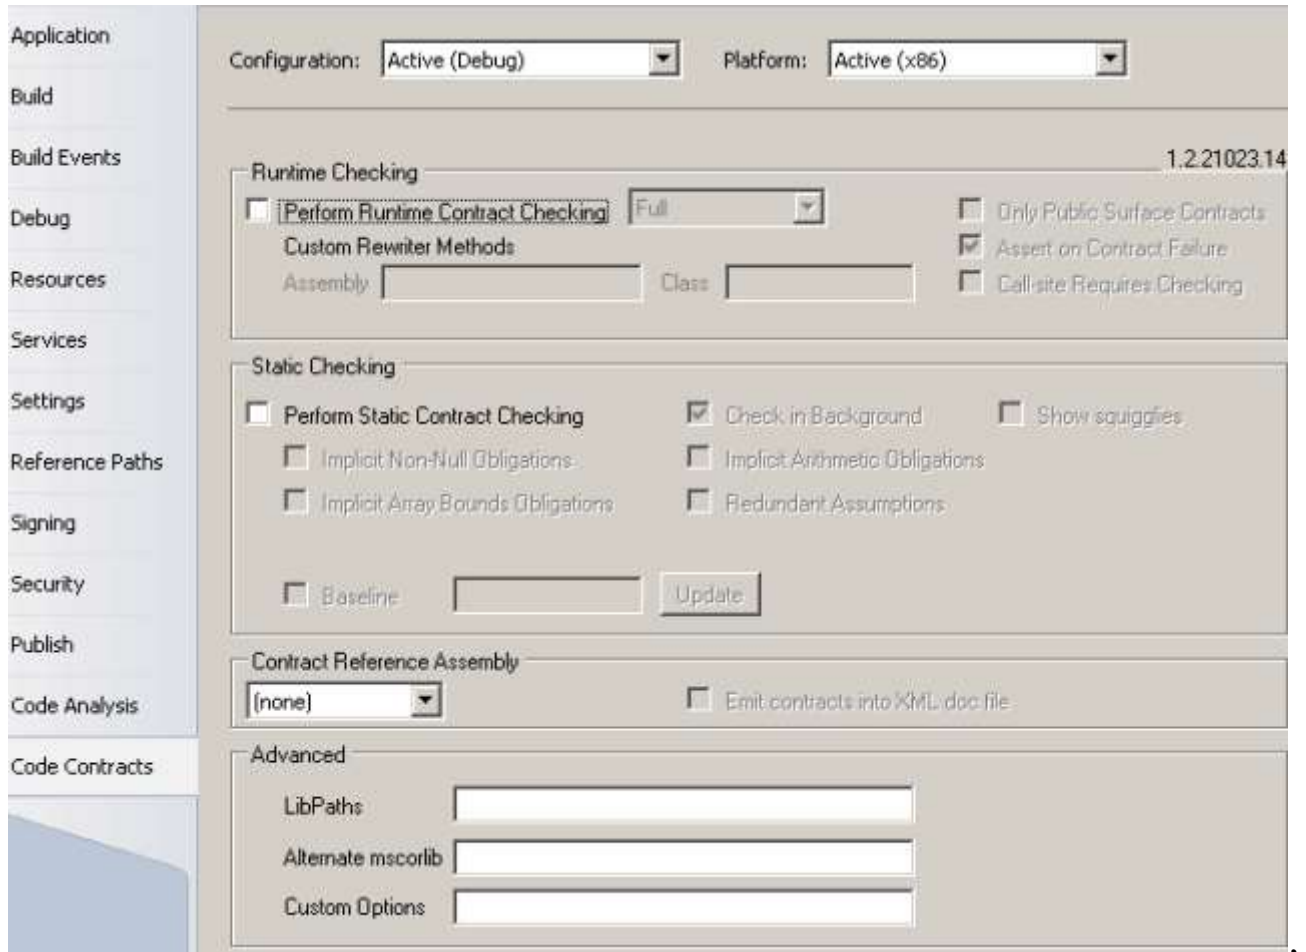 Application
Build
Build Events
Debug
Resources
Services
Settings
Reference Paths
Signing
Security
Publish
Code Analysis
Code Contracts
Configuration: Active (Debug) Platform: Active (x86)
1.2.21023.14
Runtime Checking
Perform Runtime Contract Checking Full Only Public Surface Contracts
Custom Rewriter Methods Assert on Contract Failure
Assembly Class Call-site Requires Checking
Static Checking
Perform Static Contract Checking Check in Background Show squigglies
Implicit Non-Null Obligations Implicit Arithmetic Obligations
Implicit Array Bounds Obligations Redundant Assumptions
Baseline Update
Contract Reference Assembly
(none) Emit contracts into XML doc file
Advanced
LibPaths
Alternate mscorlib
Custom Options
.